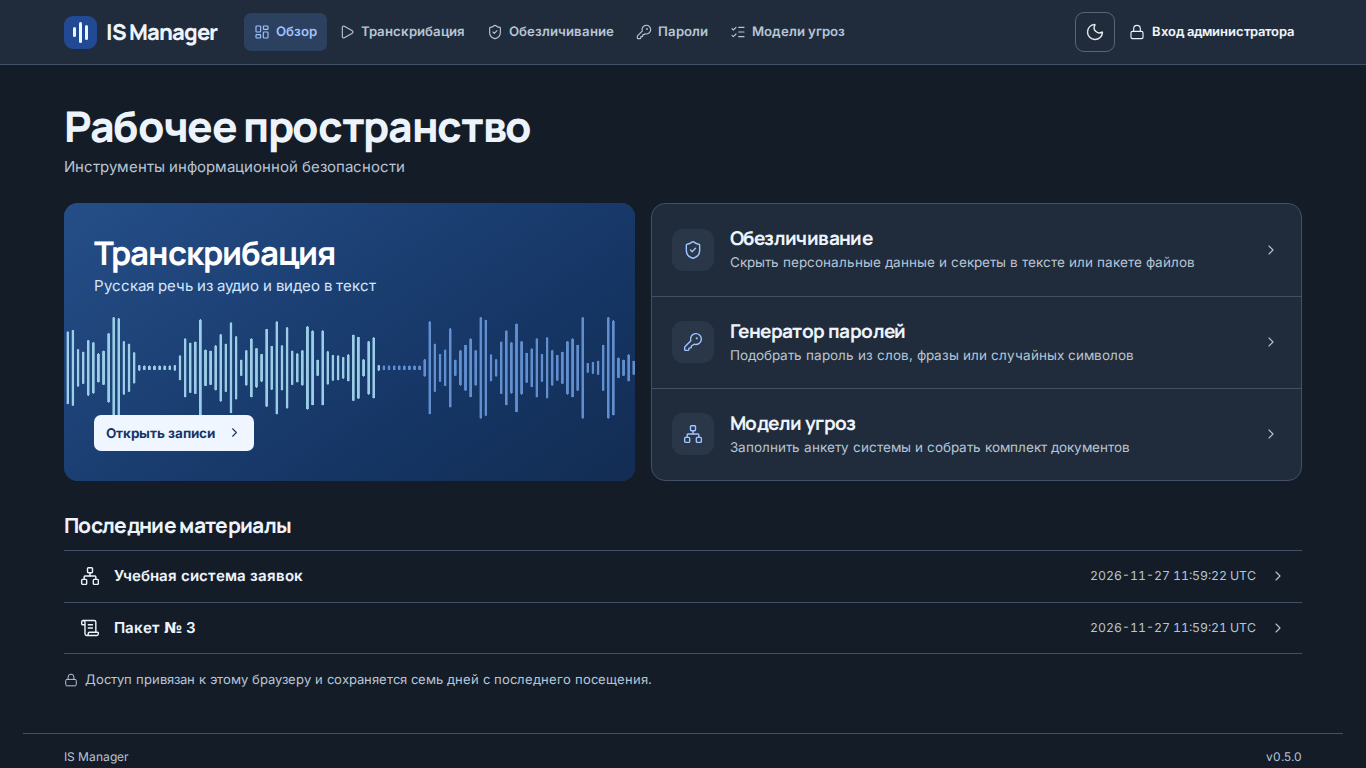 IS Manager
Обзор
Транскрибация
Обезличивание
Пароли
Модели угроз
Вход администратора
Рабочее пространство
Инструменты информационной безопасности
Транскрибация
Русская речь из аудио и видео в текст
Открыть записи
Обезличивание
Скрыть персональные данные и секреты в тексте или пакете файлов
Генератор паролей
Подобрать пароль из слов, фразы или случайных символов
Модели угроз
Заполнить анкету системы и собрать комплект документов
Последние материалы
Учебная система заявок
2026-11-27 11:59:22 UTC
Пакет № 3
2026-11-27 11:59:21 UTC
Доступ привязан к этому браузеру и сохраняется семь дней с последнего посещения.
IS Manager
v0.5.0